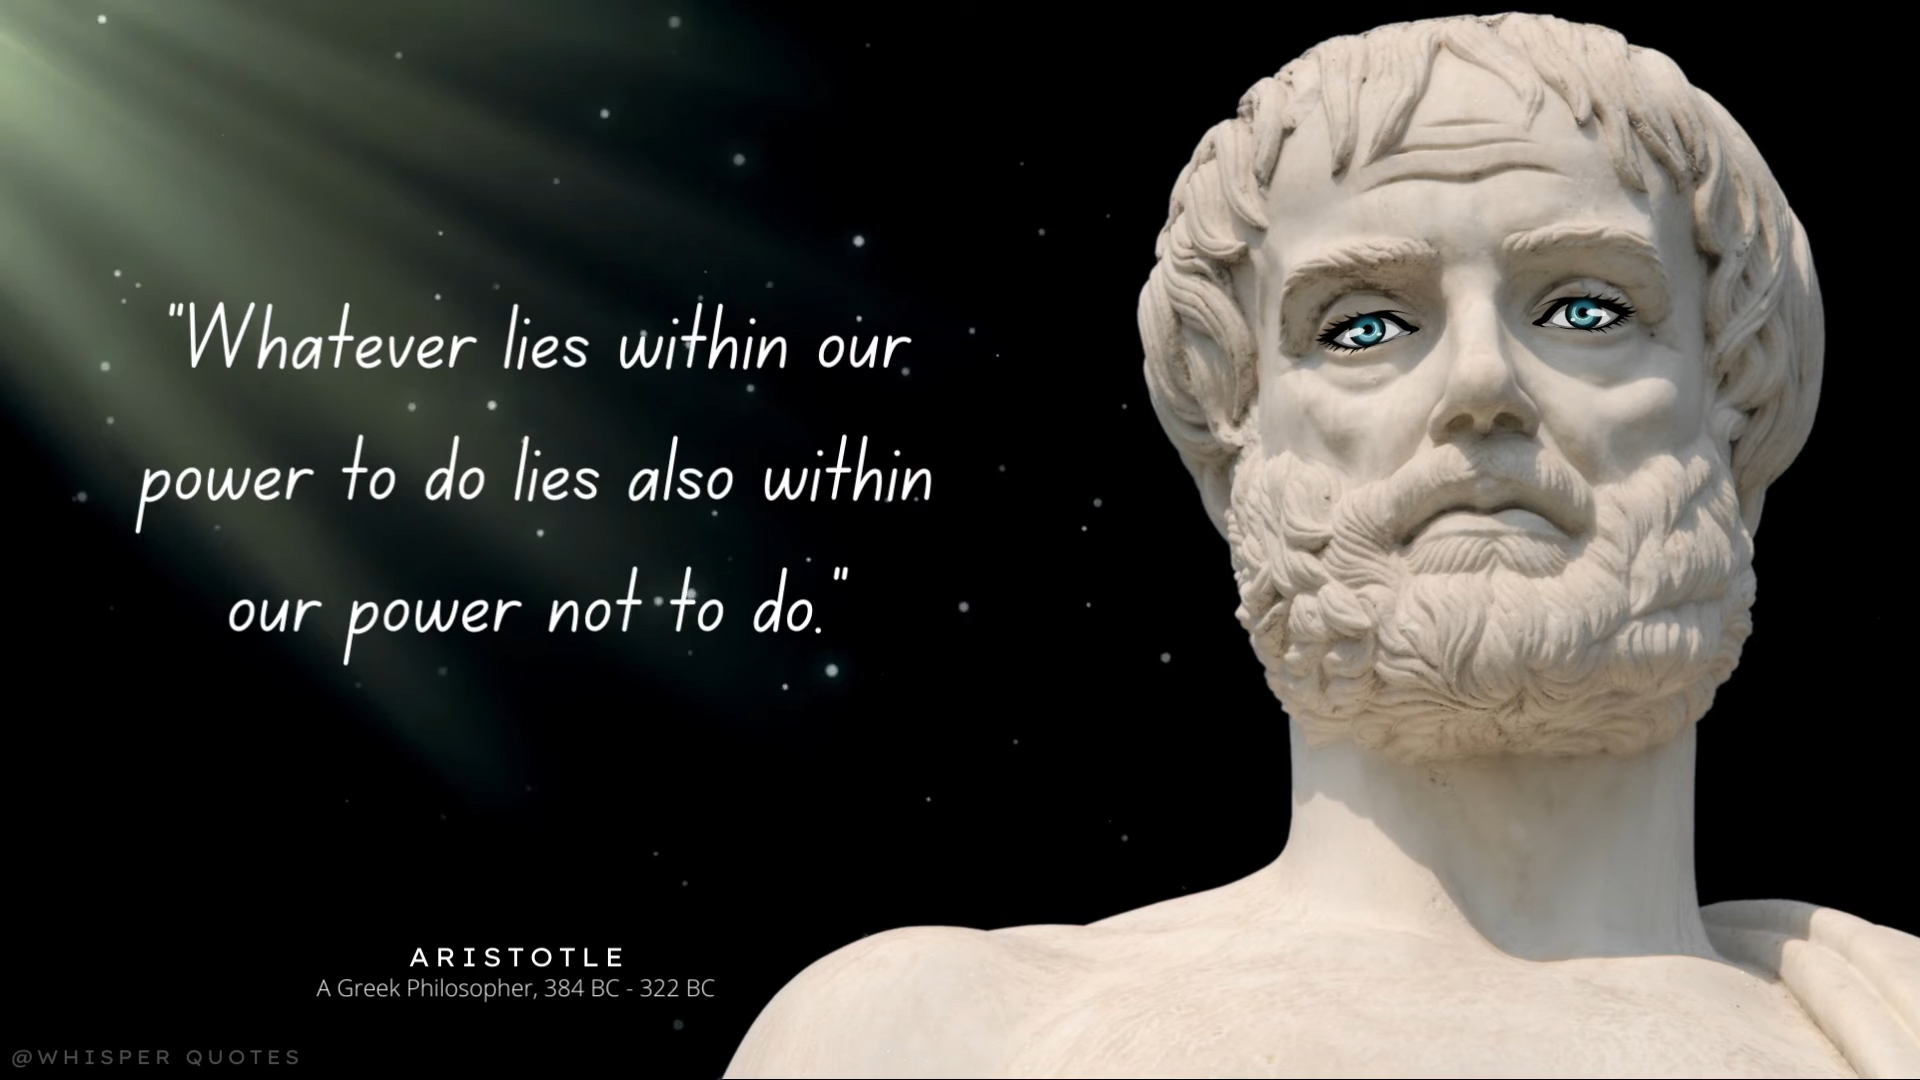 "Whatever lies within our
power to do lies also within
our power not to do."
ARISTOTLE
A Greek Philosopher, 384 BC - 322 BC
@WHISPER QUOTES